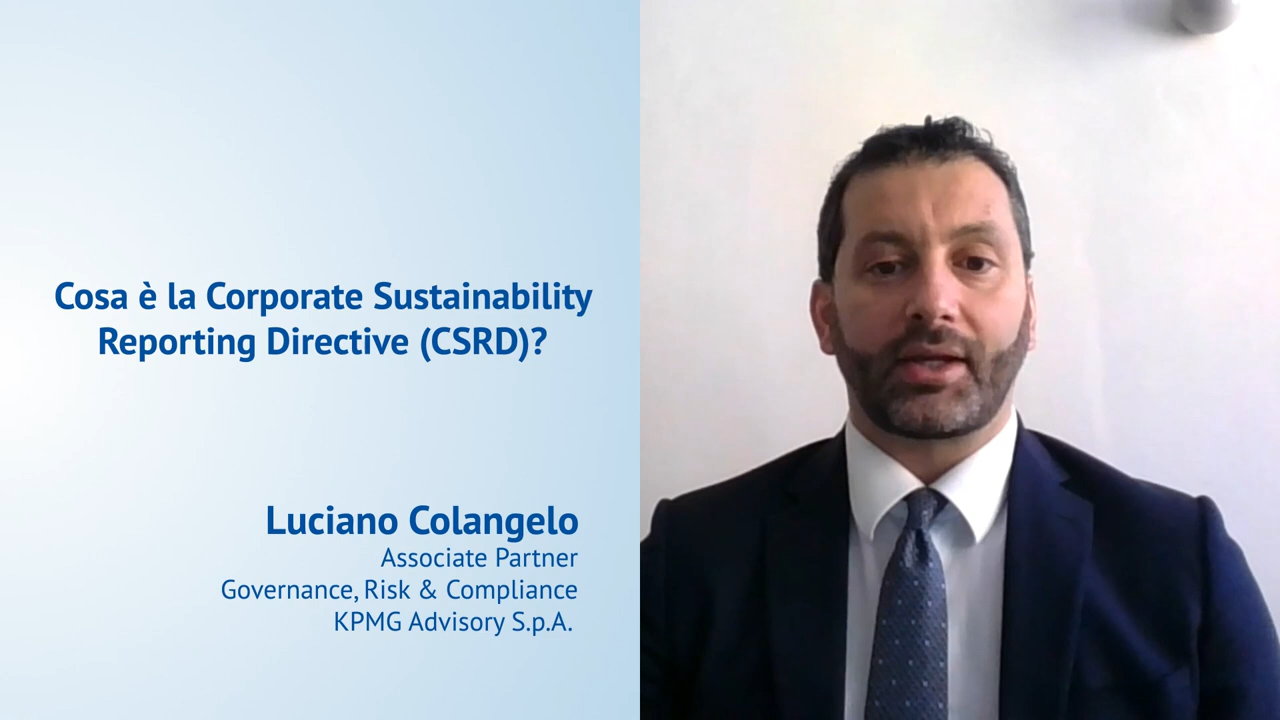 Cosa è la Corporate Sustainability
Reporting Directive (CSRD)?
Luciano Colangelo
Associate Partner
Governance, Risk & Compliance
KPMG Advisory S.p.A.